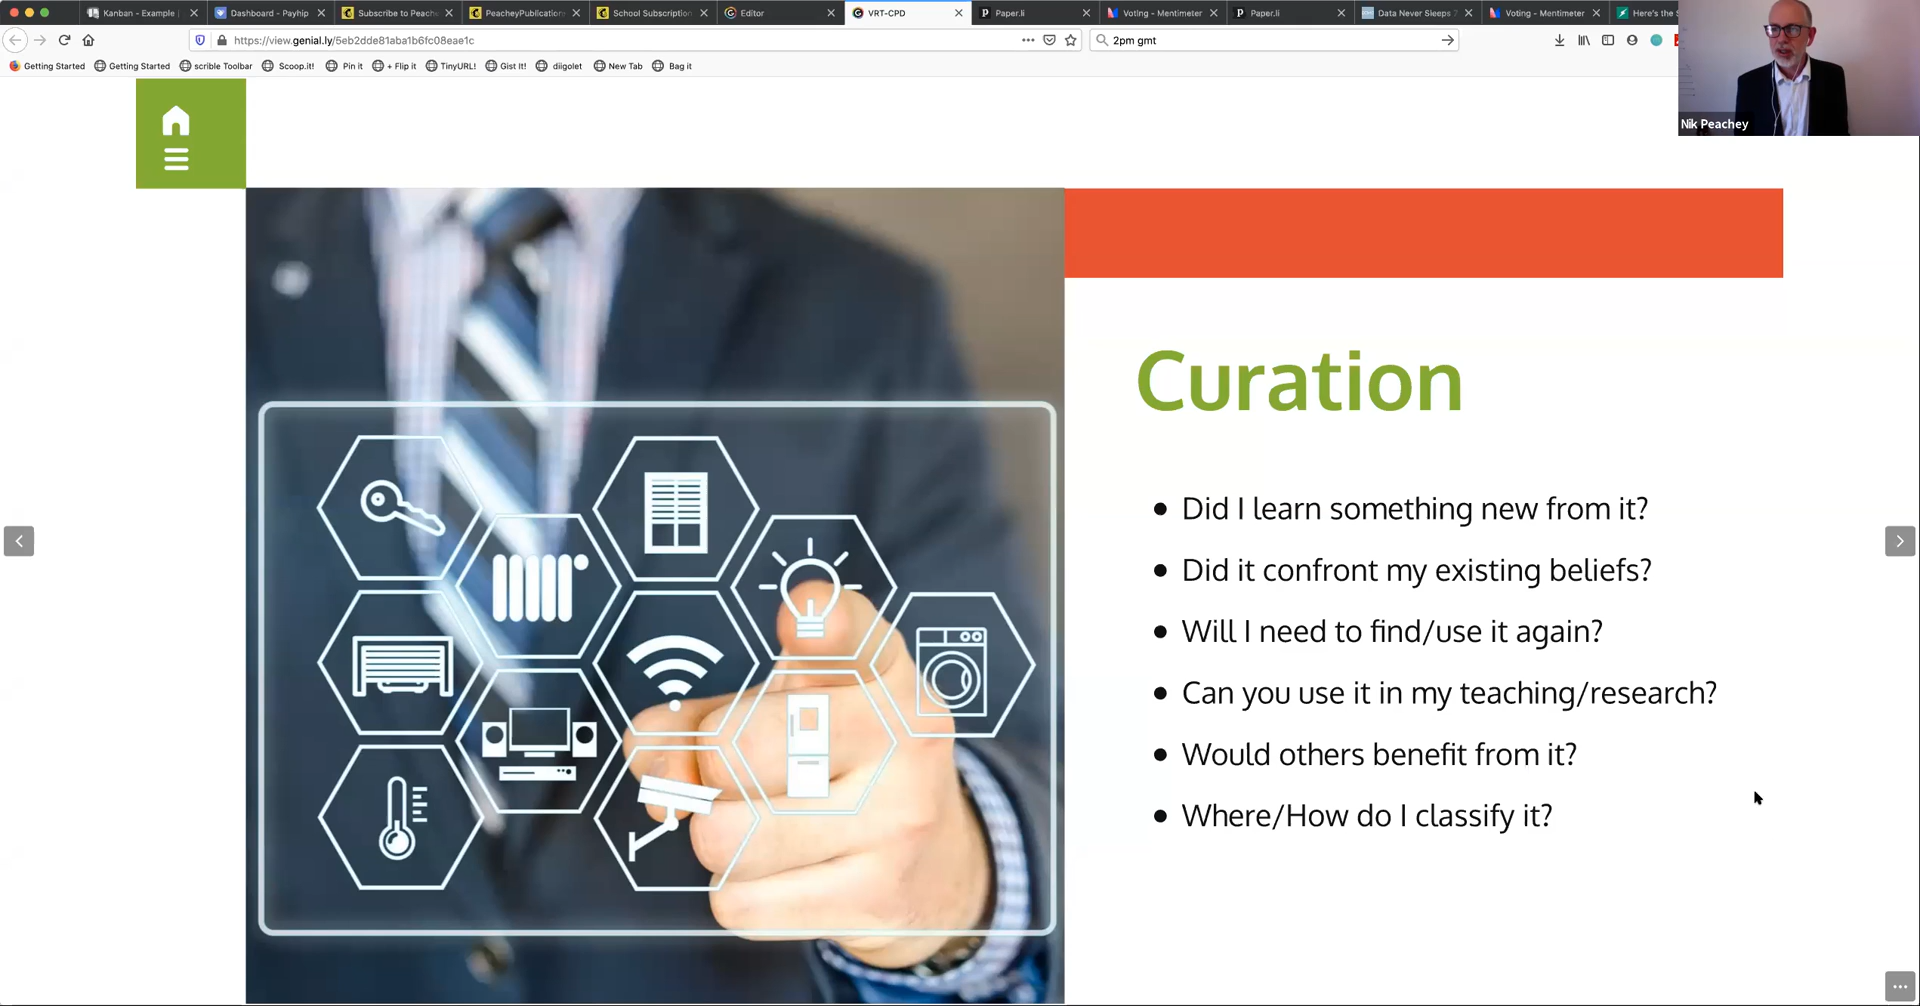 Kanban - Example
Dashboard - Payhip
Subscribe to Peache
PeacheyPublication
School Subscription
Editor
VRT-CPD
Paper.li
Voting - Mentimeter
Paper.li
Data Never Sleeps 7
Voting - Mentimeter
Here's the S
https://view.genial.ly/5eb2dde81aba1b6fc08eae1c
2pm gmt
Getting Started
Getting Started
scrible Toolbar
Scoop.it!
Pin it
+ Flip it
TinyURL!
Gist It!
diigolet
New Tab
Bag it
Nik Peachey
Curation
• Did I learn something new from it?
• Did it confront my existing beliefs?
• Will I need to find/use it again?
• Can you use it in my teaching/research?
• Would others benefit from it?
• Where/How do I classify it?